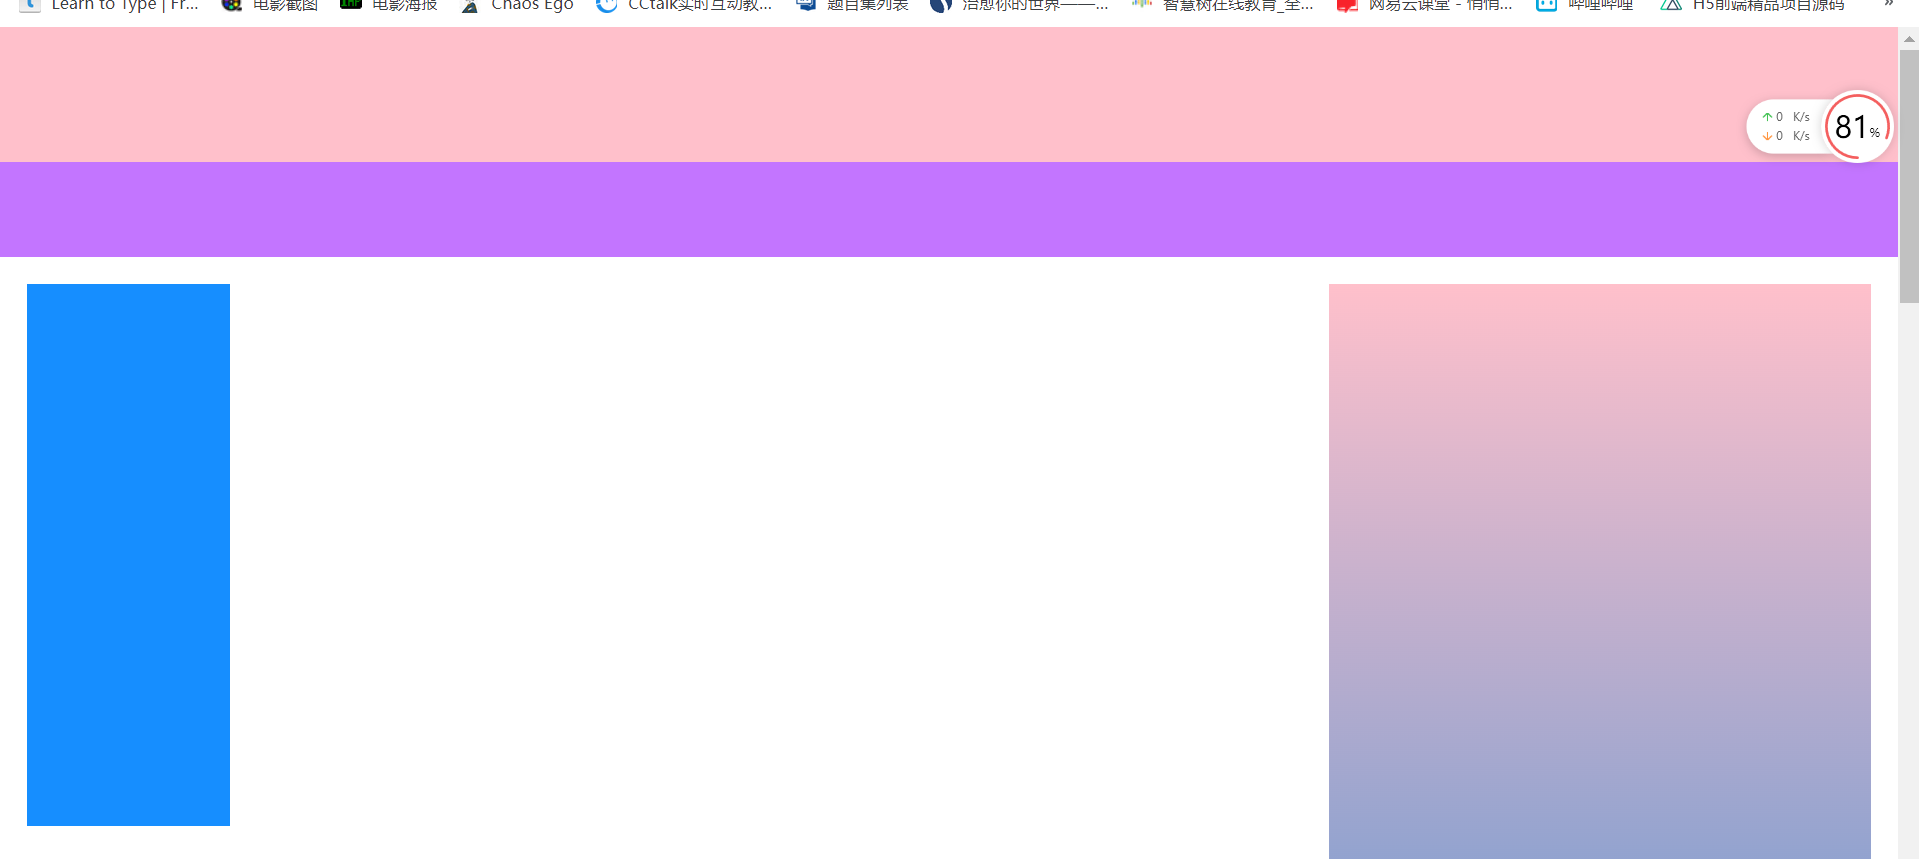 Learn to Type | Fr... 电影截图 电影海报 Chaos Ego CCtalk实时互动教... 题目集列表 治愈你的世界——... 智慧树在线教育_全... 网易云课堂 - 悄悄... 哔哩哔哩 H5前端精品项目源码 »
↑ 0 K/s
↓ 0 K/s
81%